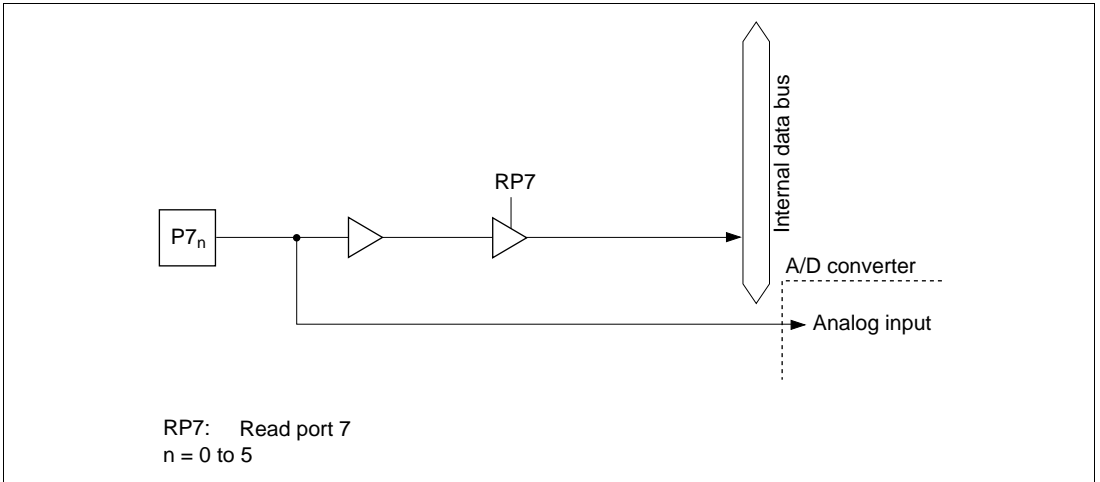 Internal data bus
RP7
P7n
A/D converter
Analog input
RP7: Read port 7
n = 0 to 5